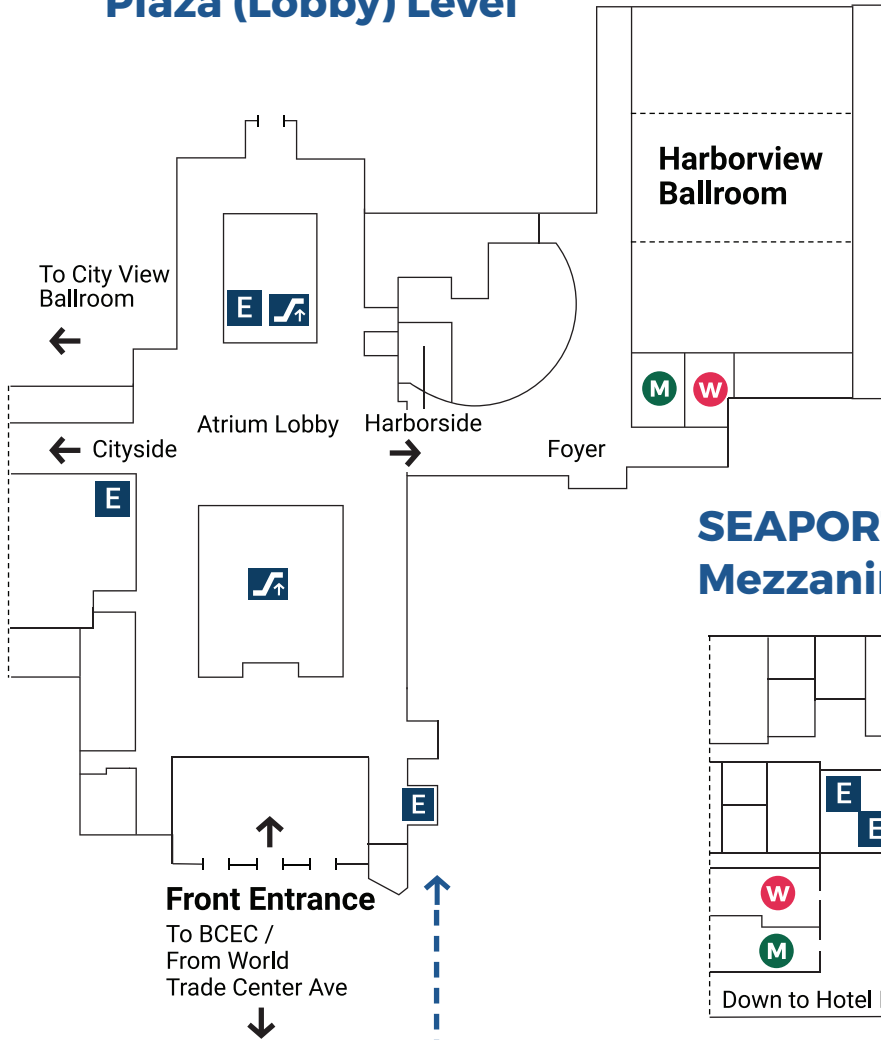 Plaza (Lobby) Level
Harborview
Ballroom
To City View
Ballroom
E
M
W
Atrium Lobby
Harborside
Cityside
Foyer
E
SEAPOR
Mezzani
E
E
E
Front Entrance
To BCEC /
From World
Trade Center Ave
W
M
Down to Hotel